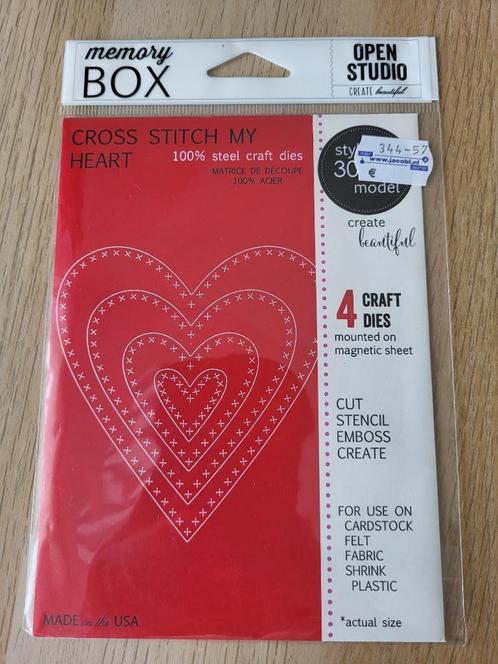 memory
BOX
OPEN
STUDIO
CREATE beautiful
CROSS STITCH MY
HEART
100% steel craft dies
MATRICE DE DÉCOUPE
100% ACIER
30
model
344-57
www.jacobi.nl
€
create
beautiful
4 CRAFT
DIES
mounted on
magnetic sheet
CUT
STENCIL
EMBOSS
CREATE
FOR USE ON
CARDSTOCK
FELT
FABRIC
SHRINK
PLASTIC
MADE in the USA
*actual size